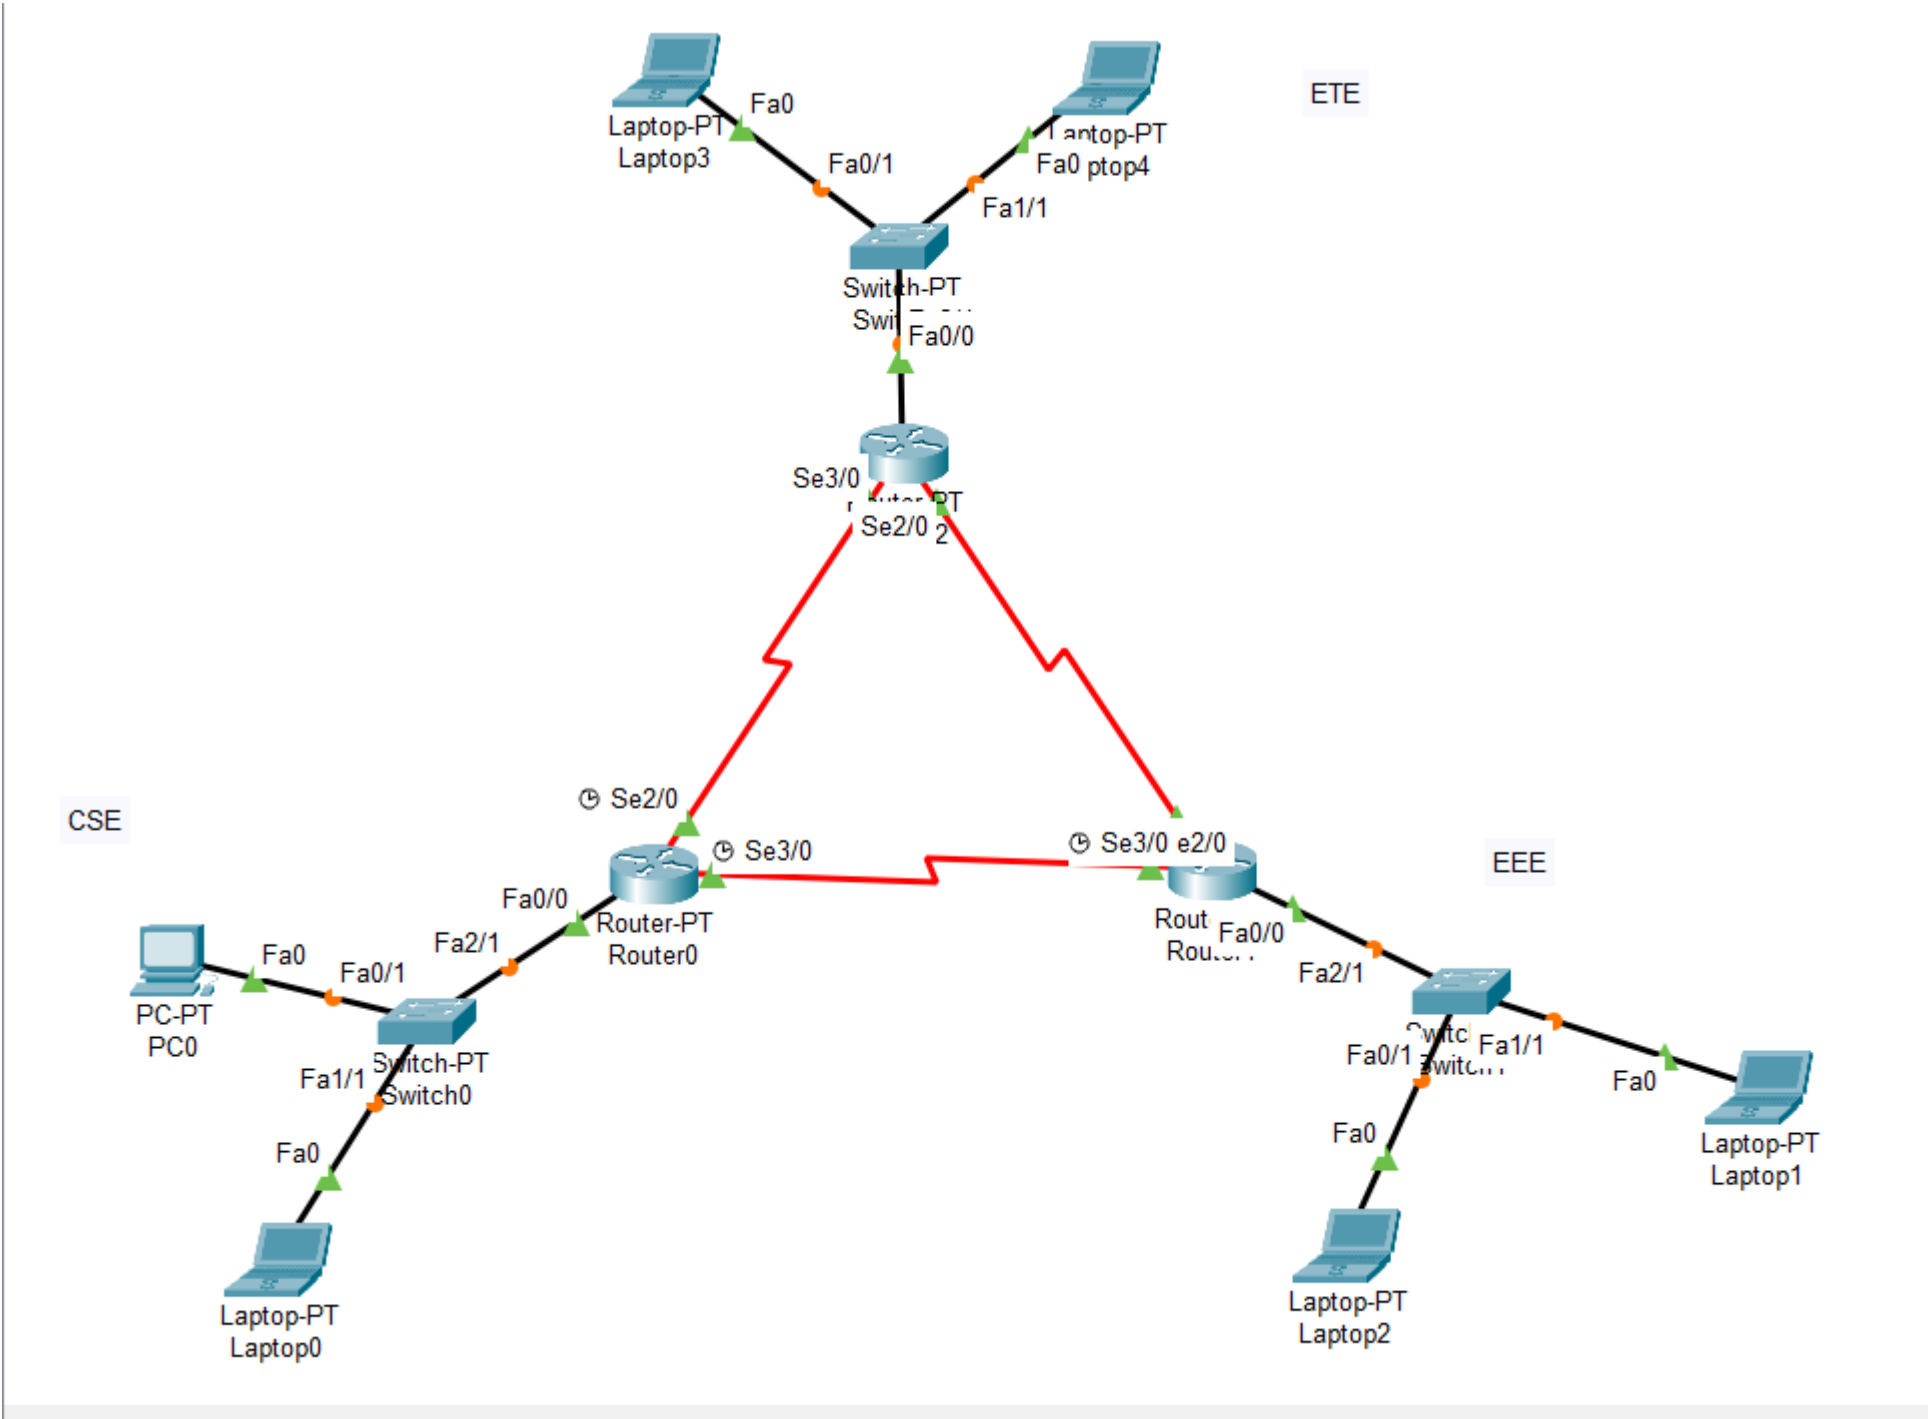 Fa0
ETE
Laptop-PT
Laptop3
Fa0/1
Fa0
ptop4
Fa1/1
Switch-PT
Fa0/0
Se3/0
Se2/0
2
Se2/0
CSE
Se3/0
Se3/0
e2/0
EEE
Fa0/0
Router-PT
Router0
Fa0/0
Fa2/1
Fa2/1
Fa0
Fa0/1
PC-PT
PC0
Switch-PT
Switch0
Fa1/1
Fa0/1
Fa1/1
Fa0
Fa0
Fa0
Laptop-PT
Laptop1
Laptop-PT
Laptop2
Laptop-PT
Laptop0